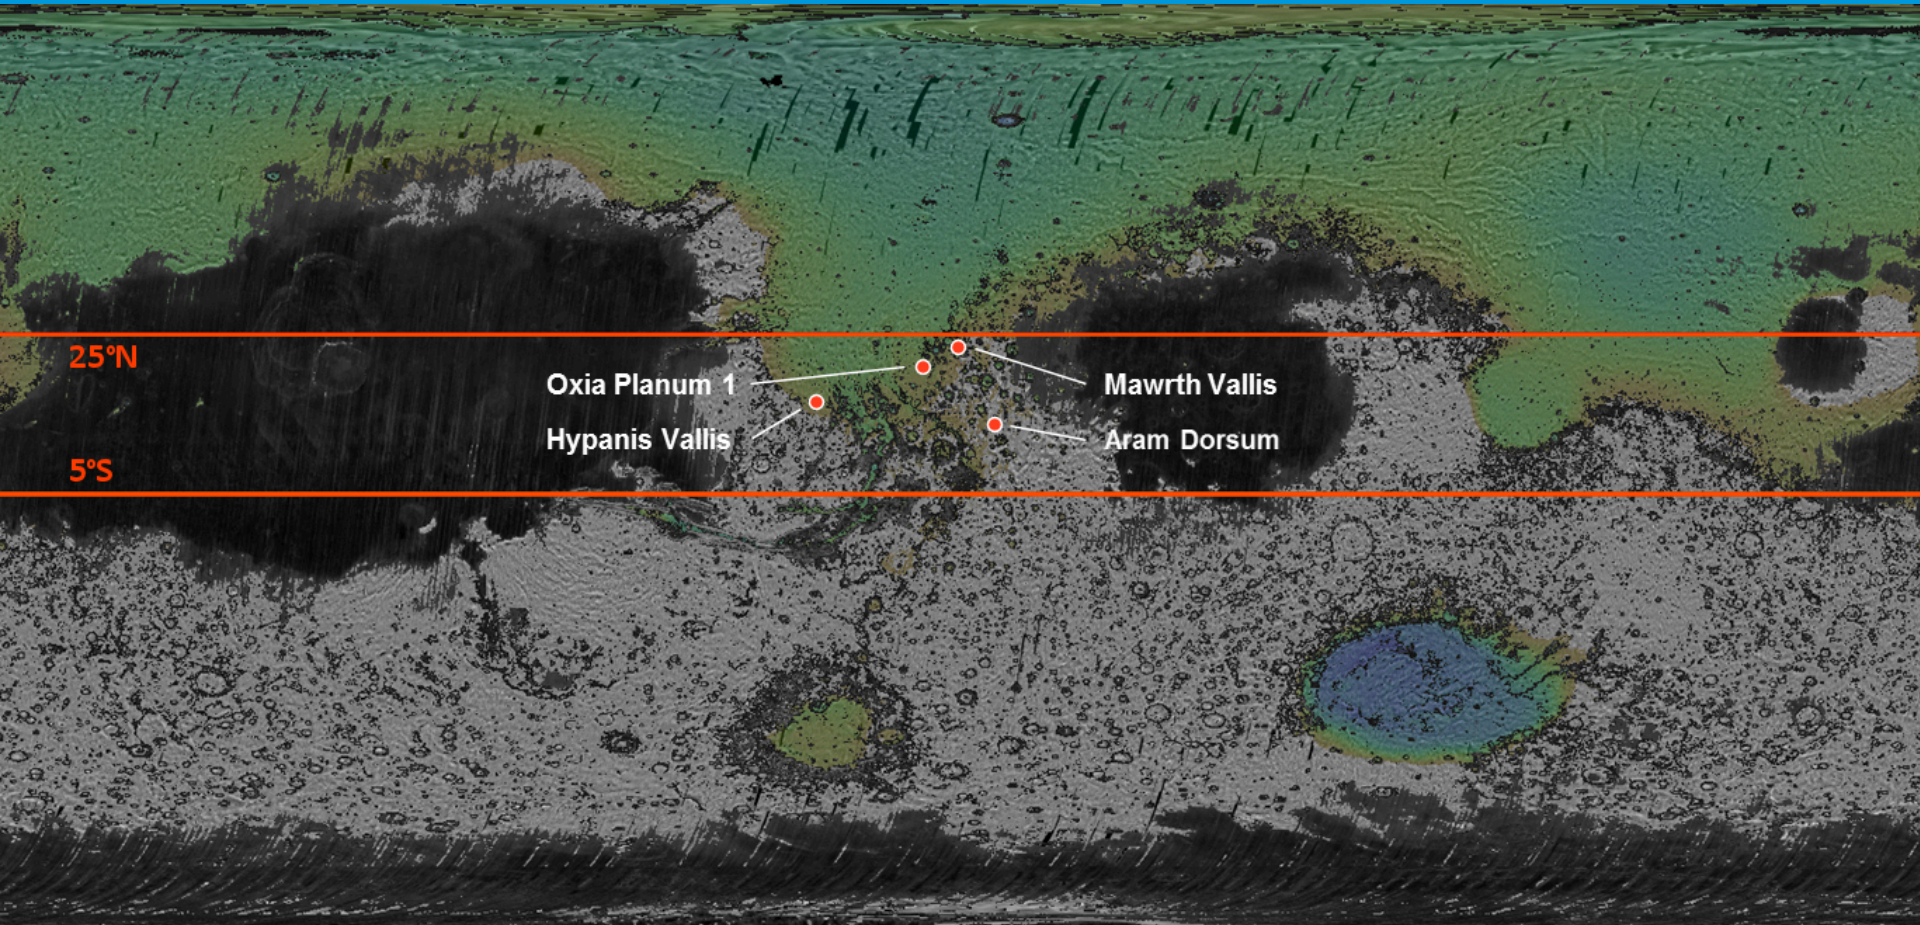 25°N
Oxia Planum 1
Mawrth Vallis
Hypanis Vallis
Aram Dorsum
5°S